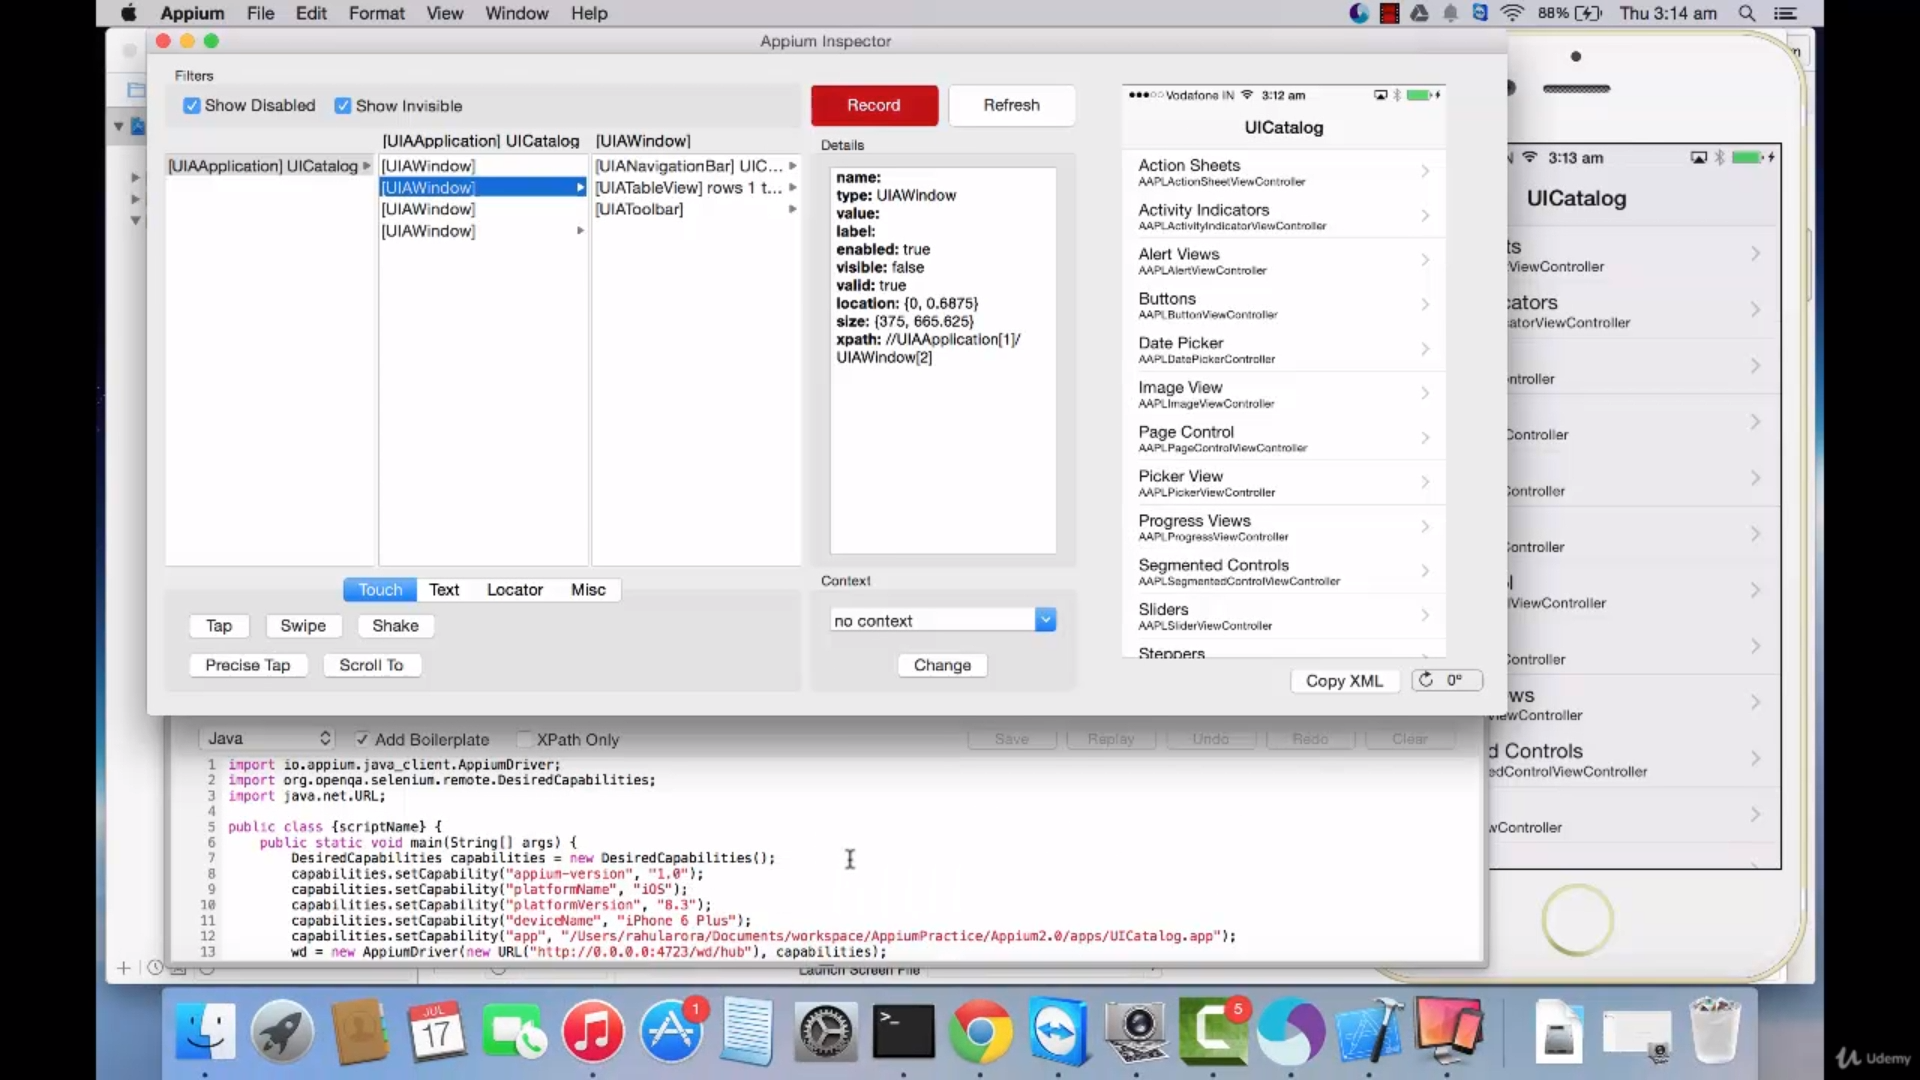 Appium File Edit Format View Window Help
88% Thu 3:14 am
Appium Inspector
Filters
Show Disabled Show Invisible
Record Refresh
[UIAApplication] UICatalog [UIAWindow]
[UIAApplication] UICatalog
[UIAWindow]
[UIAWindow]
[UIAWindow]
[UIAWindow]
[UIANavigationBar] UIC...
[UIATableView] rows 1 t...
[UIAToolbar]
Details
name:
type: UIAWindow
value:
label:
enabled: true
visible: false
valid: true
location: {0, 0.6875}
size: {375, 665.625}
xpath: //UIAApplication[1]/
UIAWindow[2]
Vodafone IN 3:12 am
UICatalog
Action Sheets
AAPLActionSheetViewController
Activity Indicators
AAPLActivityIndicatorViewController
Alert Views
AAPLAlertViewController
Buttons
AAPLButtonViewController
Date Picker
AAPLDatePickerController
Image View
AAPLImageViewController
Page Control
AAPLPageControlViewController
Picker View
AAPLPickerViewController
Progress Views
AAPLProgressViewController
Segmented Controls
AAPLSegmentedControlViewController
Sliders
AAPLSliderViewController
Steppers
Touch Text Locator Misc
Tap Swipe Shake
Precise Tap Scroll To
Context
no context
Change
Copy XML 0°
N 3:13 am
UICatalog
ts
ViewController
ators
atorViewController
ntroller
Controller
Controller
Controller
ol
lViewController
Controller
ws
iewController
d Controls
edControlViewController
wController
Java Add Boilerplate XPath Only Save Replay Undo Redo Clear
1 import io.appium.java_client.AppiumDriver;
2 import org.openqa.selenium.remote.DesiredCapabilities;
3 import java.net.URL;
4
5 public class {scriptName} {
6 public static void main(String[] args) {
7 DesiredCapabilities capabilities = new DesiredCapabilities();
8 capabilities.setCapability("appium-version", "1.0");
9 capabilities.setCapability("platformName", "iOS");
10 capabilities.setCapability("platformVersion", "8.3");
11 capabilities.setCapability("deviceName", "iPhone 6 Plus");
12 capabilities.setCapability("app", "/Users/rahularora/Documents/workspace/AppiumPractice/Appium2.0/apps/UICatalog.app");
13 wd = new AppiumDriver(new URL("http://0.0.0.0:4723/wd/hub"), capabilities);
Launch Screen File
JUL
17
1
5
Udemy